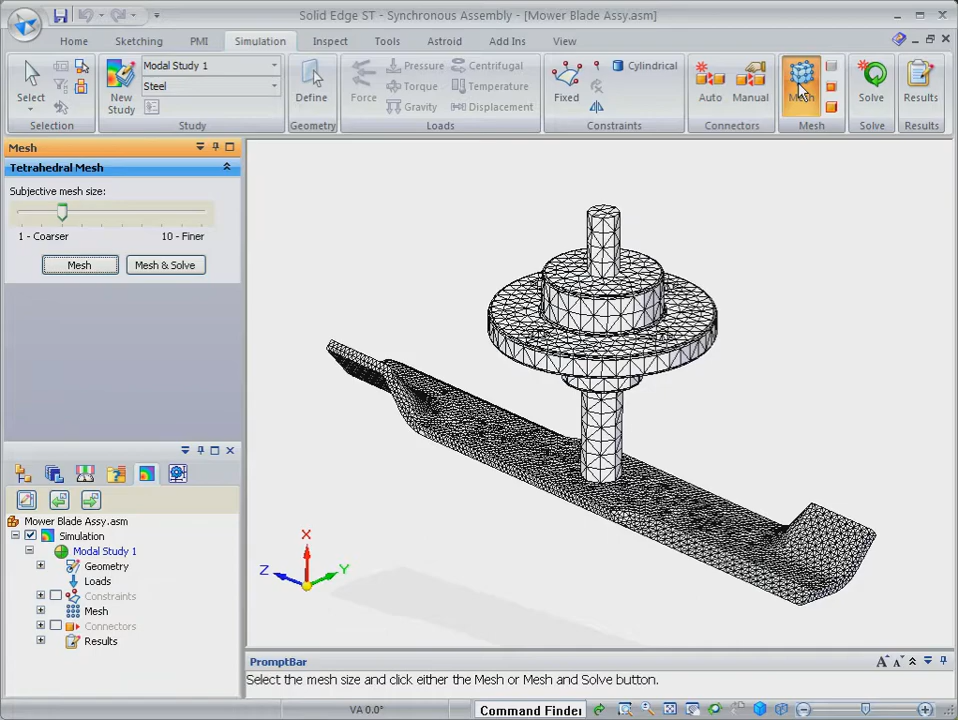 Solid Edge ST - Synchronous Assembly - [Mower Blade Assy.asm]
Home Sketching PMI Simulation Inspect Tools Astroid Add Ins View
Select
Selection
New Study
Modal Study 1
Steel
Study
Define
Geometry
Force
Pressure
Torque
Gravity
Centrifugal
Temperature
Displacement
Loads
Fixed
Cylindrical
Constraints
Auto
Manual
Connectors
Mesh
Mesh
Solve
Solve
Results
Results
Mesh
Tetrahedral Mesh
Subjective mesh size:
1 - Coarser 10 - Finer
Mesh Mesh & Solve
Mower Blade Assy.asm
Simulation
Modal Study 1
Geometry
Loads
Constraints
Mesh
Connectors
Results
X
Z
Y
PromptBar
Select the mesh size and click either the Mesh or Mesh and Solve button.
VA 0.0°
Command Finder